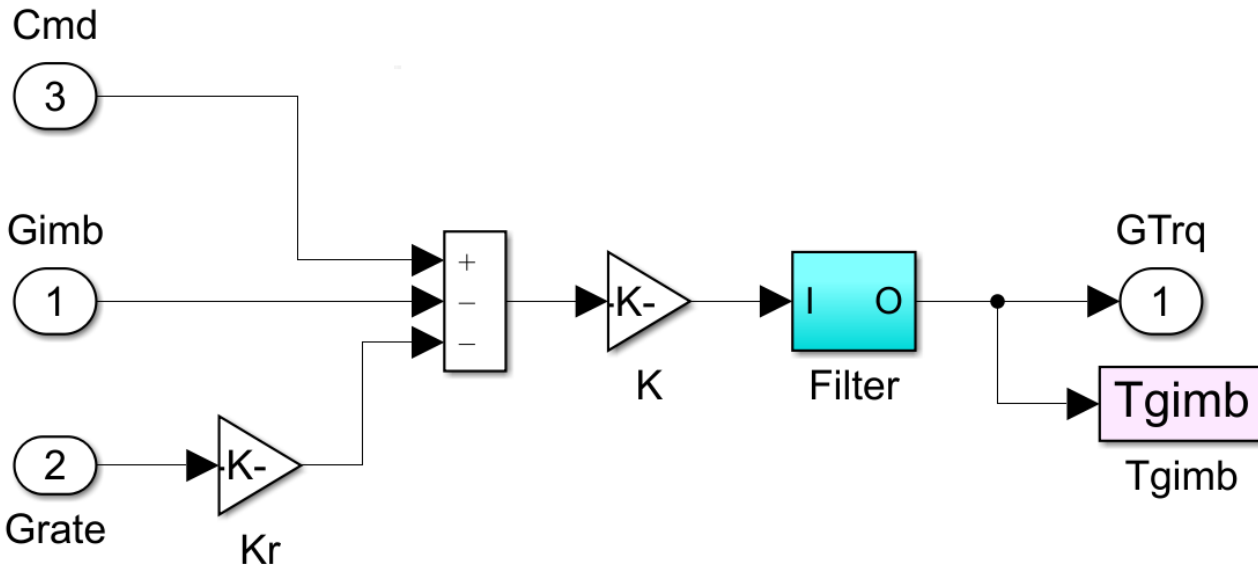 Cmd
3
Gimb
1
+
−
−
-K-
K
I O
Filter
GTrq
1
Tgimb
Tgimb
2
Grate
-K-
Kr